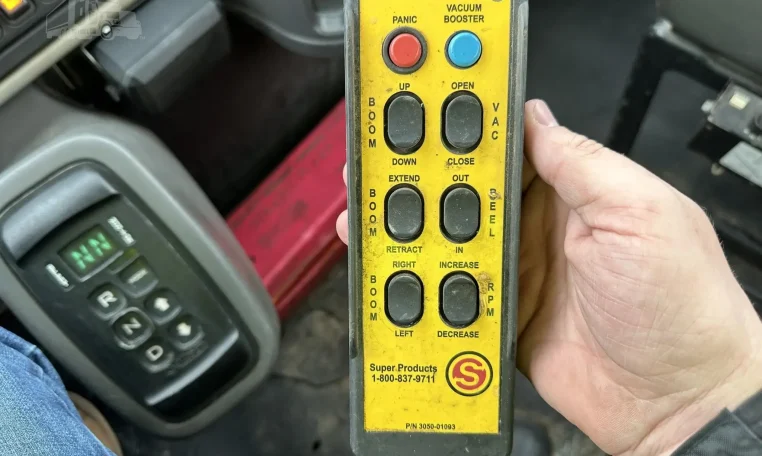 PANIC
VACUUM
BOOSTER
UP
OPEN
BOOM
VAC
DOWN
CLOSE
EXTEND
OUT
BOOM
REEL
RETRACT
IN
RIGHT
INCREASE
BOOM
RPM
LEFT
DECREASE
Super Products
1-800-837-9711
S
P/N 3050-01093
NN
R
N
D